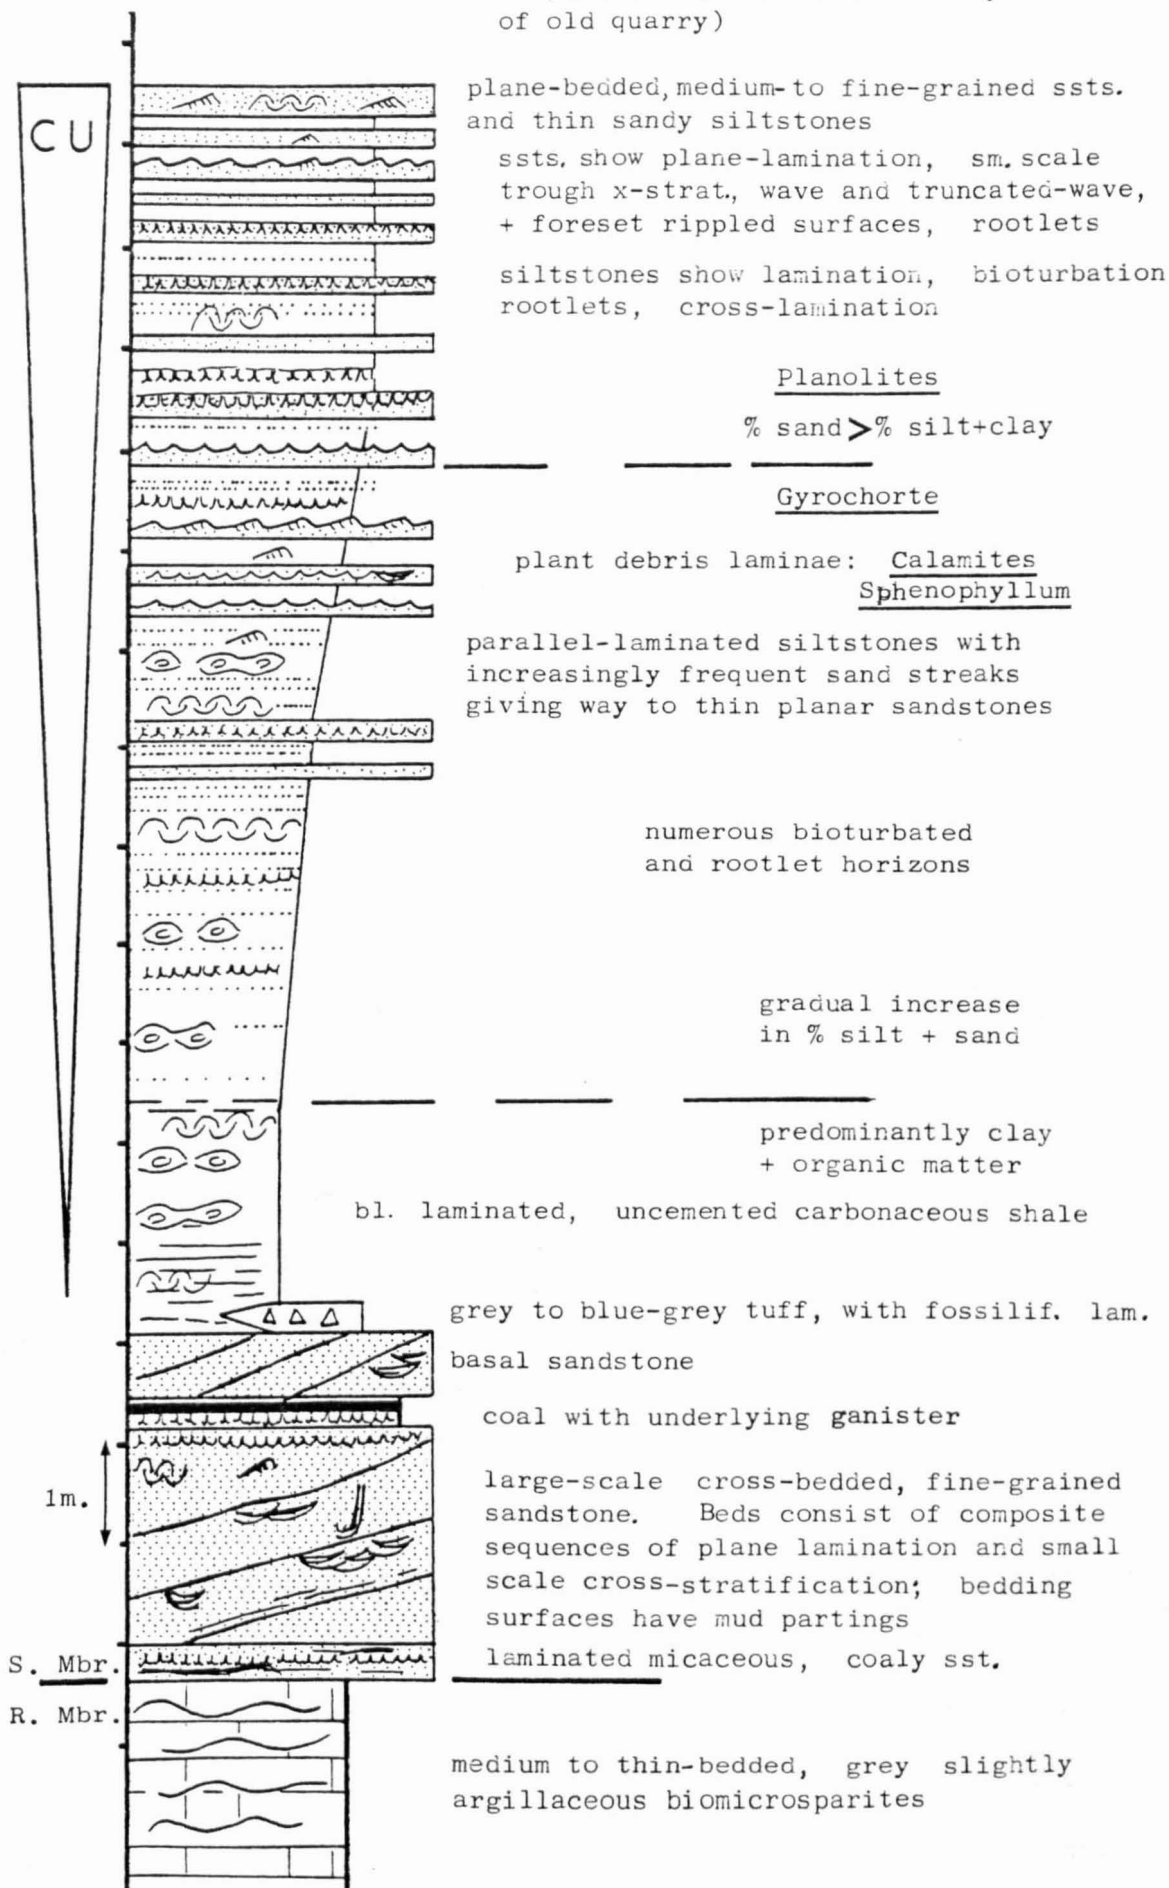 of old quarry)
CU
plane-bedded, medium-to fine-grained ssts.
and thin sandy siltstones
ssts. show plane-lamination, sm. scale
trough x-strat., wave and truncated-wave,
+ foreset rippled surfaces, rootlets
siltstones show lamination, bioturbation
rootlets, cross-lamination
Planolites
% sand > % silt+clay
Gyrochorte
plant debris laminae: Calamites
Sphenophyllum
parallel-laminated siltstones with
increasingly frequent sand streaks
giving way to thin planar sandstones
numerous bioturbated
and rootlet horizons
gradual increase
in % silt + sand
predominantly clay
+ organic matter
bl. laminated, uncemented carbonaceous shale
grey to blue-grey tuff, with fossilif. lam.
basal sandstone
coal with underlying ganister
1m.
large-scale cross-bedded, fine-grained
sandstone. Beds consist of composite
sequences of plane lamination and small
scale cross-stratification; bedding
surfaces have mud partings
S. Mbr.
laminated micaceous, coaly sst.
R. Mbr.
medium to thin-bedded, grey slightly
argillaceous biomicrosparites